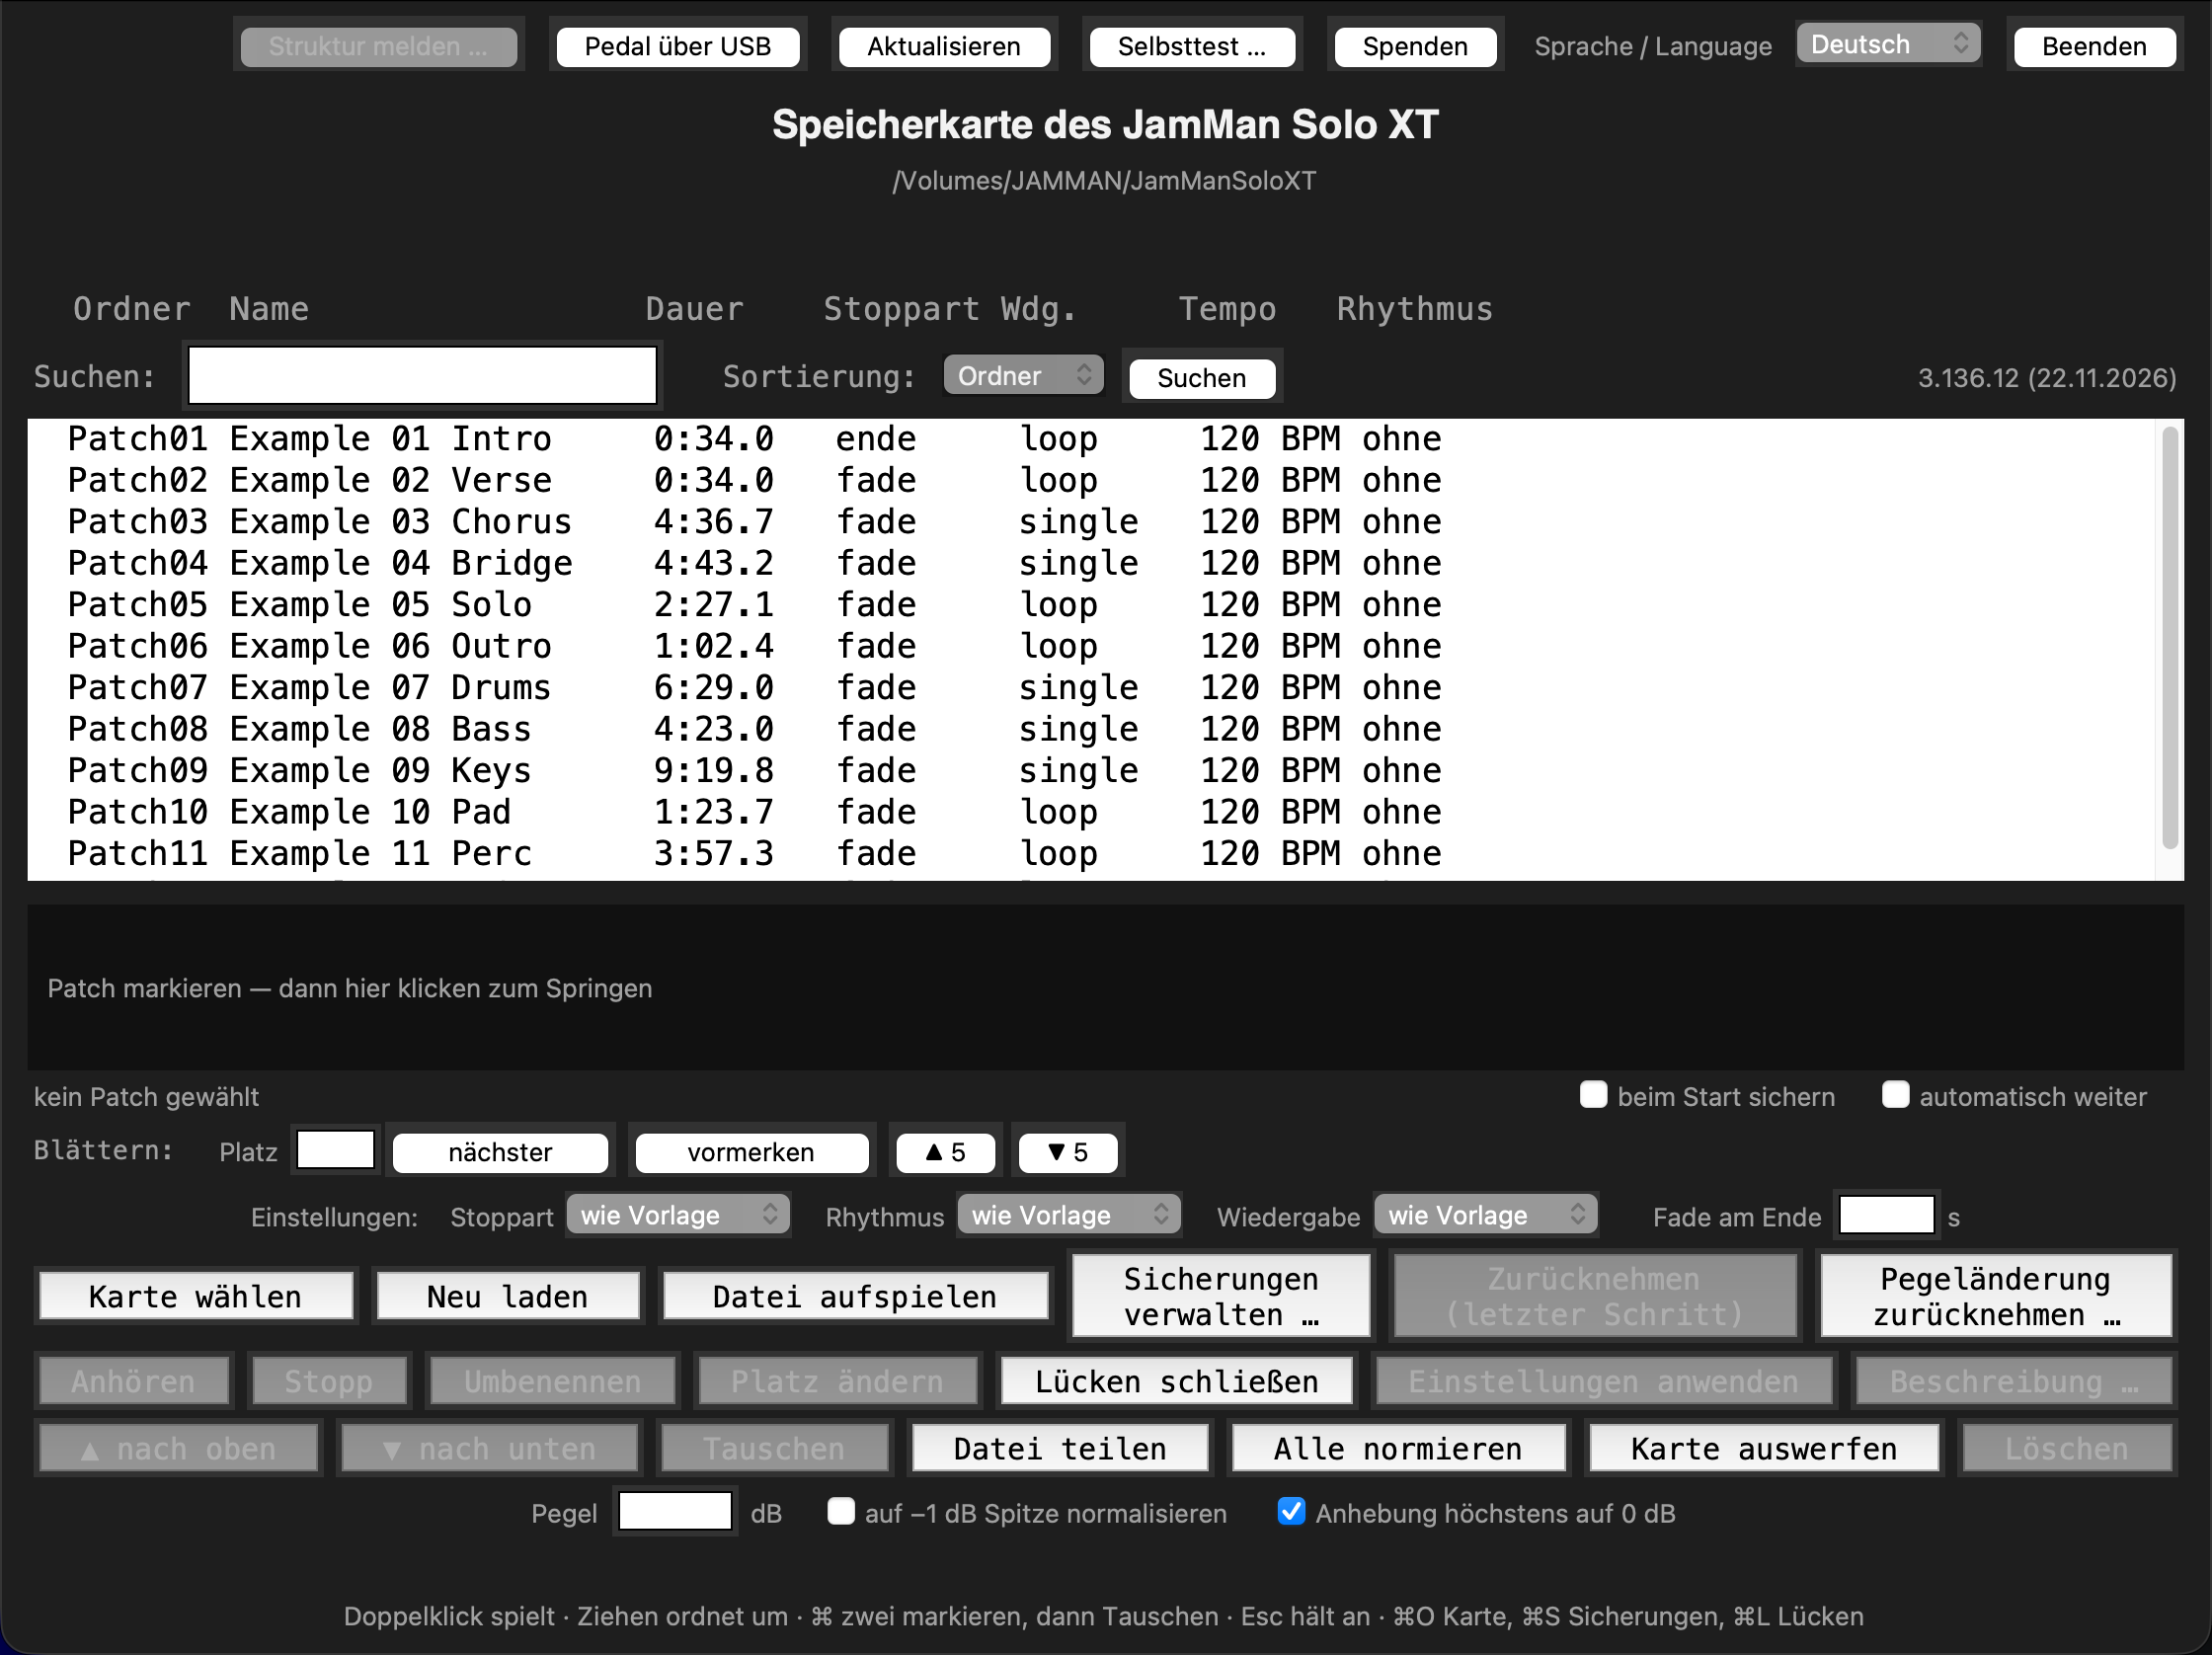 Struktur melden ... Pedal über USB Aktualisieren Selbsttest ... Spenden Sprache / Language Deutsch Beenden
Speicherkarte des JamMan Solo XT
/Volumes/JAMMAN/JamManSoloXT
Ordner Name Dauer Stoppart Wdg. Tempo Rhythmus
Suchen: Sortierung: Ordner Suchen 3.136.12 (22.11.2026)
Patch01 Example 01 Intro 0:34.0 ende loop 120 BPM ohne
Patch02 Example 02 Verse 0:34.0 fade loop 120 BPM ohne
Patch03 Example 03 Chorus 4:36.7 fade single 120 BPM ohne
Patch04 Example 04 Bridge 4:43.2 fade single 120 BPM ohne
Patch05 Example 05 Solo 2:27.1 fade loop 120 BPM ohne
Patch06 Example 06 Outro 1:02.4 fade loop 120 BPM ohne
Patch07 Example 07 Drums 6:29.0 fade single 120 BPM ohne
Patch08 Example 08 Bass 4:23.0 fade single 120 BPM ohne
Patch09 Example 09 Keys 9:19.8 fade single 120 BPM ohne
Patch10 Example 10 Pad 1:23.7 fade loop 120 BPM ohne
Patch11 Example 11 Perc 3:57.3 fade loop 120 BPM ohne
Patch markieren — dann hier klicken zum Springen
kein Patch gewählt beim Start sichern automatisch weiter
Blättern: Platz nächster vormerken ▲ 5 ▼ 5
Einstellungen: Stoppart wie Vorlage Rhythmus wie Vorlage Wiedergabe wie Vorlage Fade am Ende s
Karte wählen Neu laden Datei aufspielen Sicherungen verwalten … Zurücknehmen (letzter Schritt) Pegeländerung zurücknehmen …
Anhören Stopp Umbenennen Platz ändern Lücken schließen Einstellungen anwenden Beschreibung …
▲ nach oben ▼ nach unten Tauschen Datei teilen Alle normieren Karte auswerfen Löschen
Pegel dB auf –1 dB Spitze normalisieren Anhebung höchstens auf 0 dB
Doppelklick spielt · Ziehen ordnet um · ⌘ zwei markieren, dann Tauschen · Esc hält an · ⌘O Karte, ⌘S Sicherungen, ⌘L Lücken